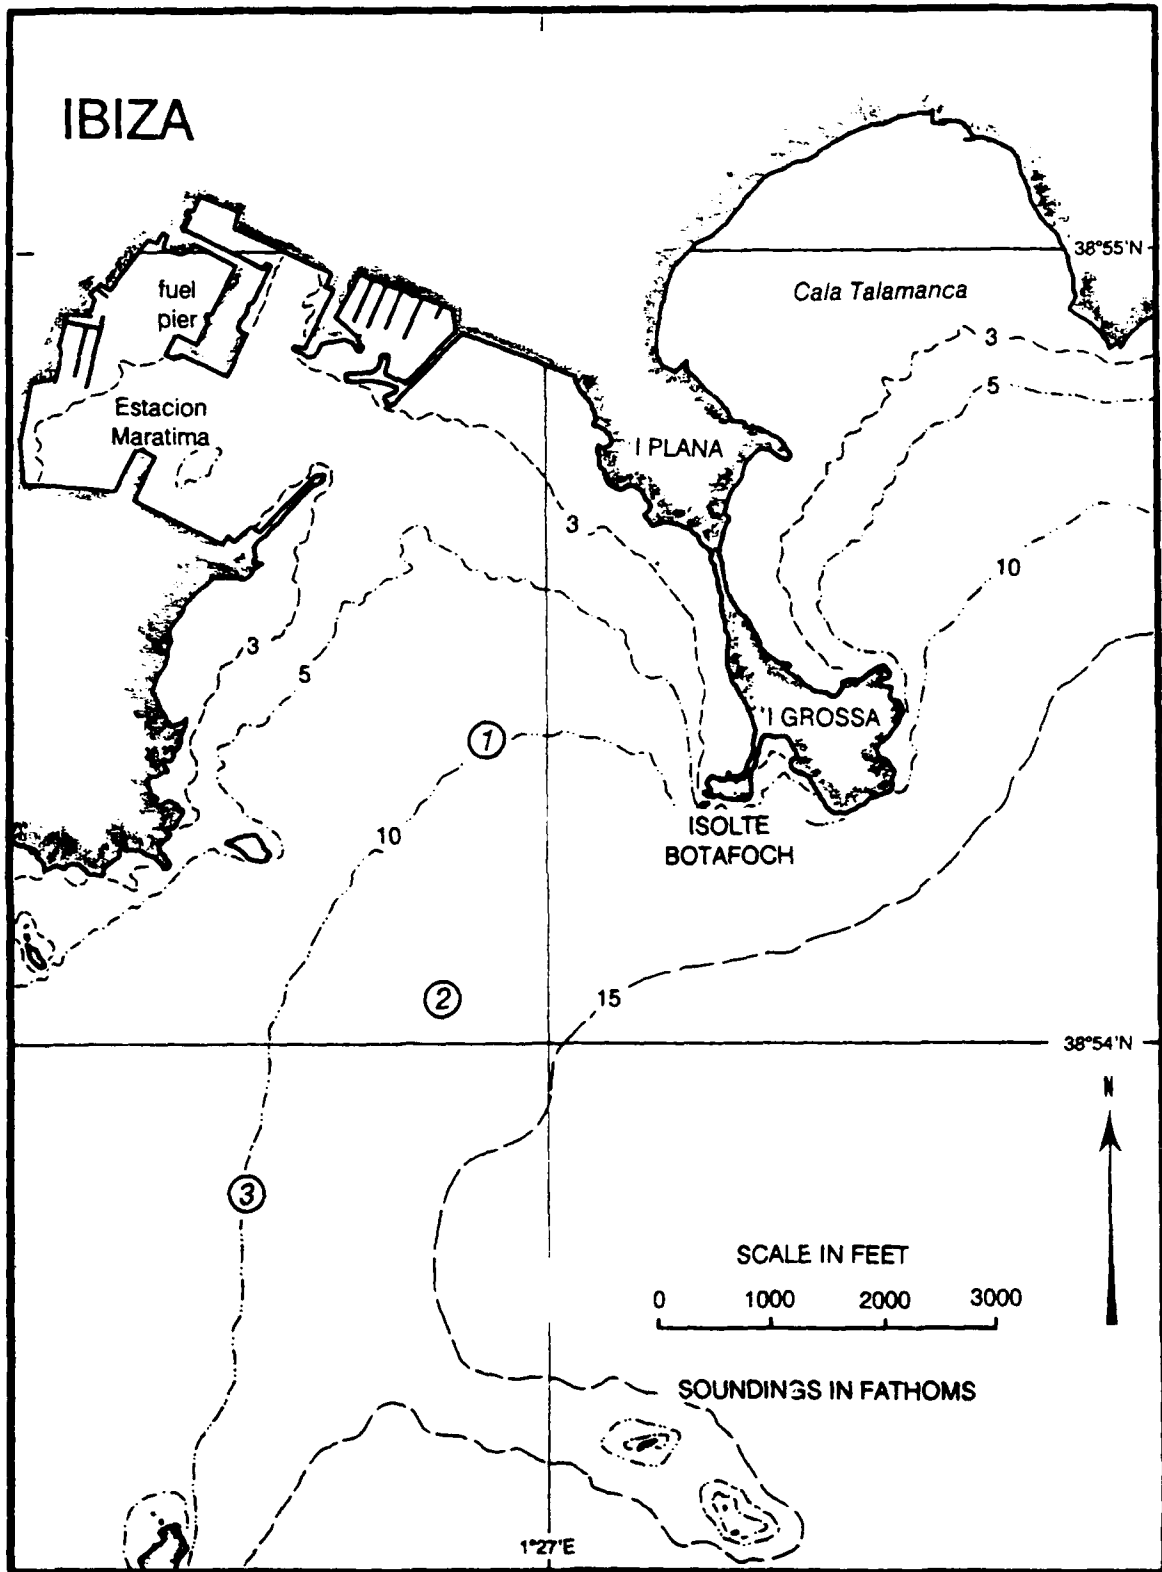 IBIZA
38°55'N
fuel
pier
Cala Talamanca
3
5
Estacion
Maratima
I PLANA
3
10
3
5
'I GROSSA
1
10
ISOLTE
BOTAFOCH
2
15
38°54'N
N
3
SCALE IN FEET
0 1000 2000 3000
SOUNDINGS IN FATHOMS
1°27'E